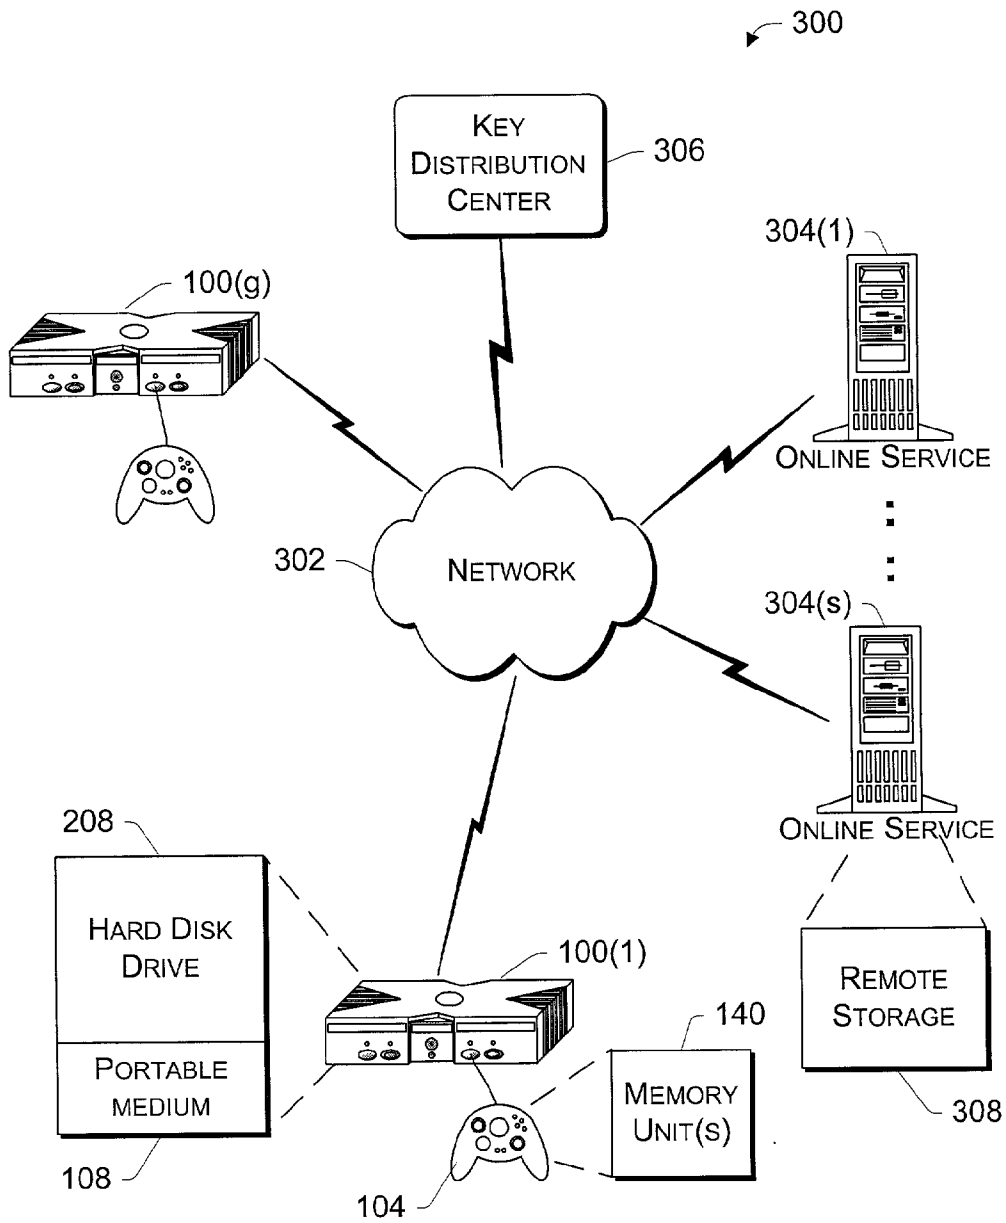 300
KEY
DISTRIBUTION
CENTER
306
304(1)
100(g)
ONLINE SERVICE
302
NETWORK
304(s)
208
ONLINE SERVICE
HARD DISK
DRIVE
100(1)
REMOTE
STORAGE
140
PORTABLE
MEDIUM
MEMORY
UNIT(S)
308
108
104